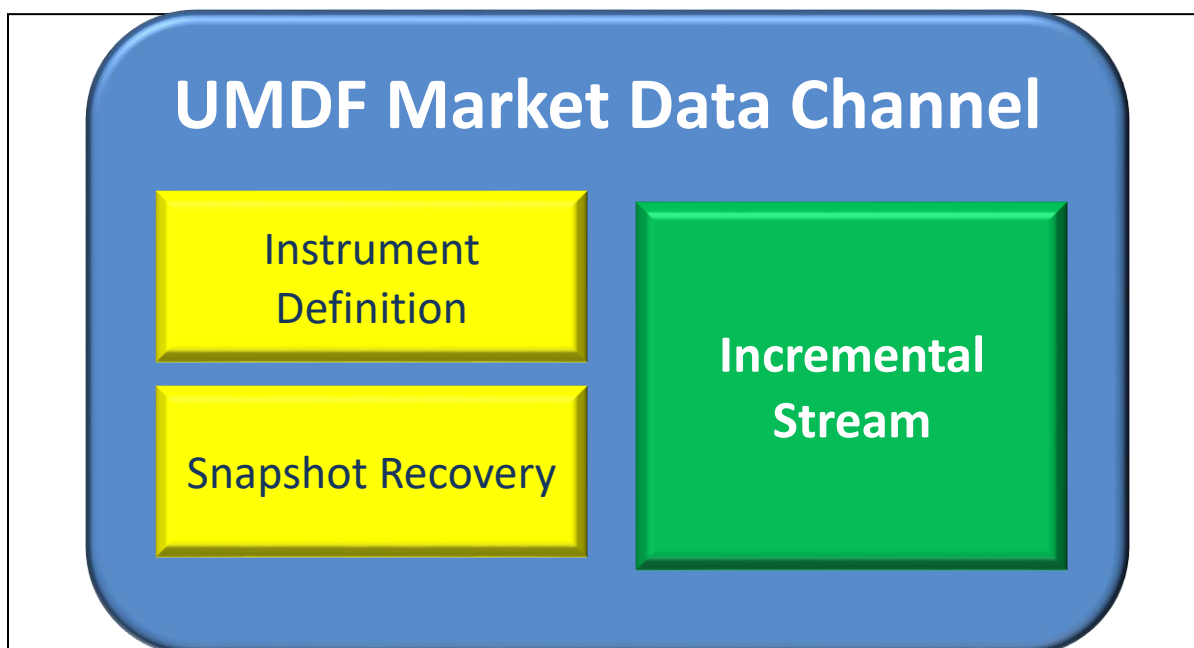 UMDF Market Data Channel
Instrument
Definition
Snapshot Recovery
Incremental
Stream